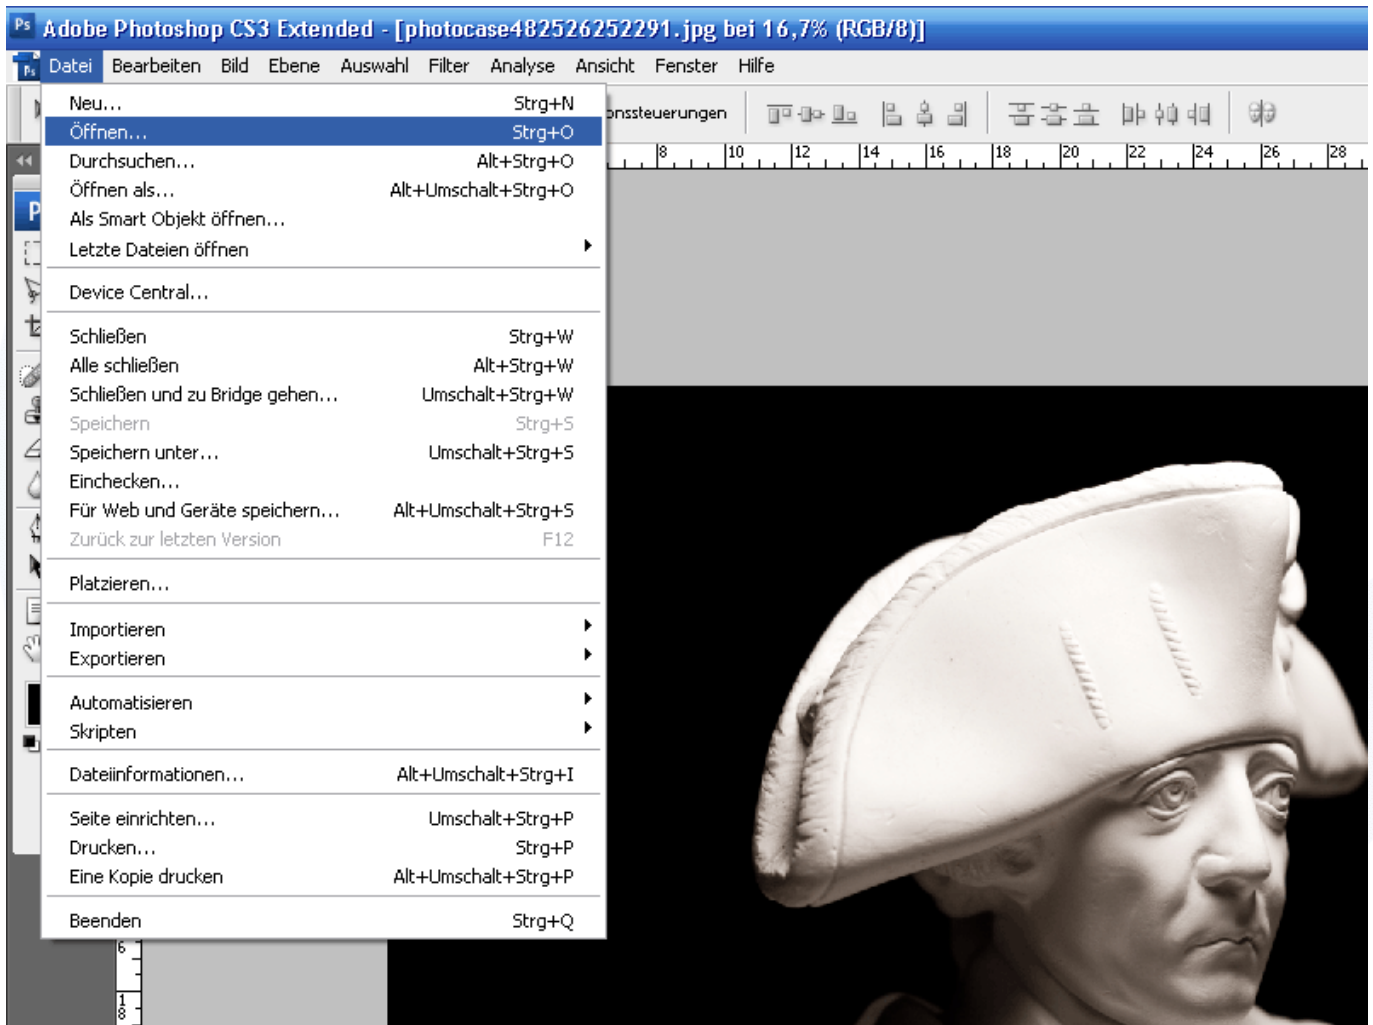 Ps Adobe Photoshop CS3 Extended - [photocase482526252291.jpg bei 16,7% (RGB/8)]
Ps Datei Bearbeiten Bild Ebene Auswahl Filter Analyse Ansicht Fenster Hilfe
Neu... Strg+N
onssteuerungen
Öffnen... Strg+O
8 10 12 14 16 18 20 22 24 26 28
Durchsuchen... Alt+Strg+O
Öffnen als... Alt+Umschalt+Strg+O
P
Als Smart Objekt öffnen...
Letzte Dateien öffnen
Device Central...
Schließen Strg+W
Alle schließen Alt+Strg+W
Schließen und zu Bridge gehen... Umschalt+Strg+W
Speichern Strg+S
Speichern unter... Umschalt+Strg+S
Einchecken...
Für Web und Geräte speichern... Alt+Umschalt+Strg+S
Zurück zur letzten Version F12
Platzieren...
Importieren
Exportieren
Automatisieren
Skripten
Dateiinformationen... Alt+Umschalt+Strg+I
Seite einrichten... Umschalt+Strg+P
Drucken... Strg+P
Eine Kopie drucken Alt+Umschalt+Strg+P
Beenden Strg+Q
6
1
8